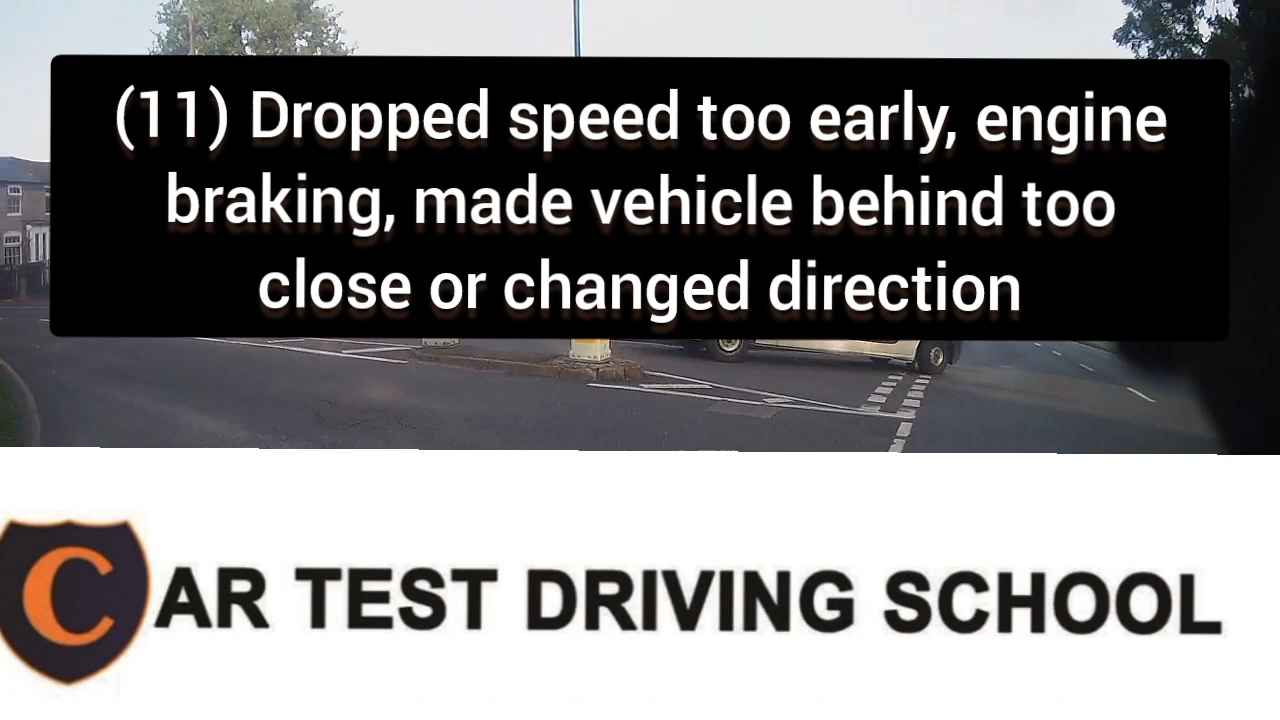 (11) Dropped speed too early, engine
braking, made vehicle behind too
close or changed direction
CAR TEST DRIVING SCHOOL